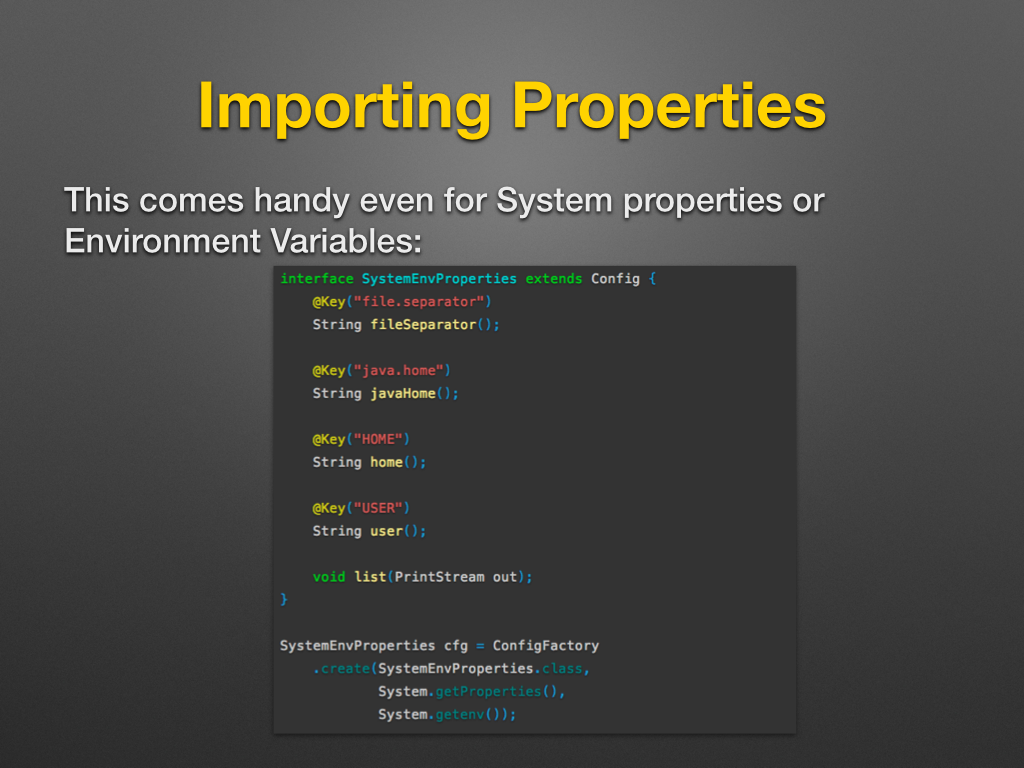 Importing Properties
This comes handy even for System properties or
Environment Variables:
interface SystemEnvProperties extends Config {
    @Key("file.separator")
    String fileSeparator();

    @Key("java.home")
    String javaHome();

    @Key("HOME")
    String home();

    @Key("USER")
    String user();

    void list(PrintStream out);
}

SystemEnvProperties cfg = ConfigFactory
    .create(SystemEnvProperties.class,
            System.getProperties(),
            System.getenv());